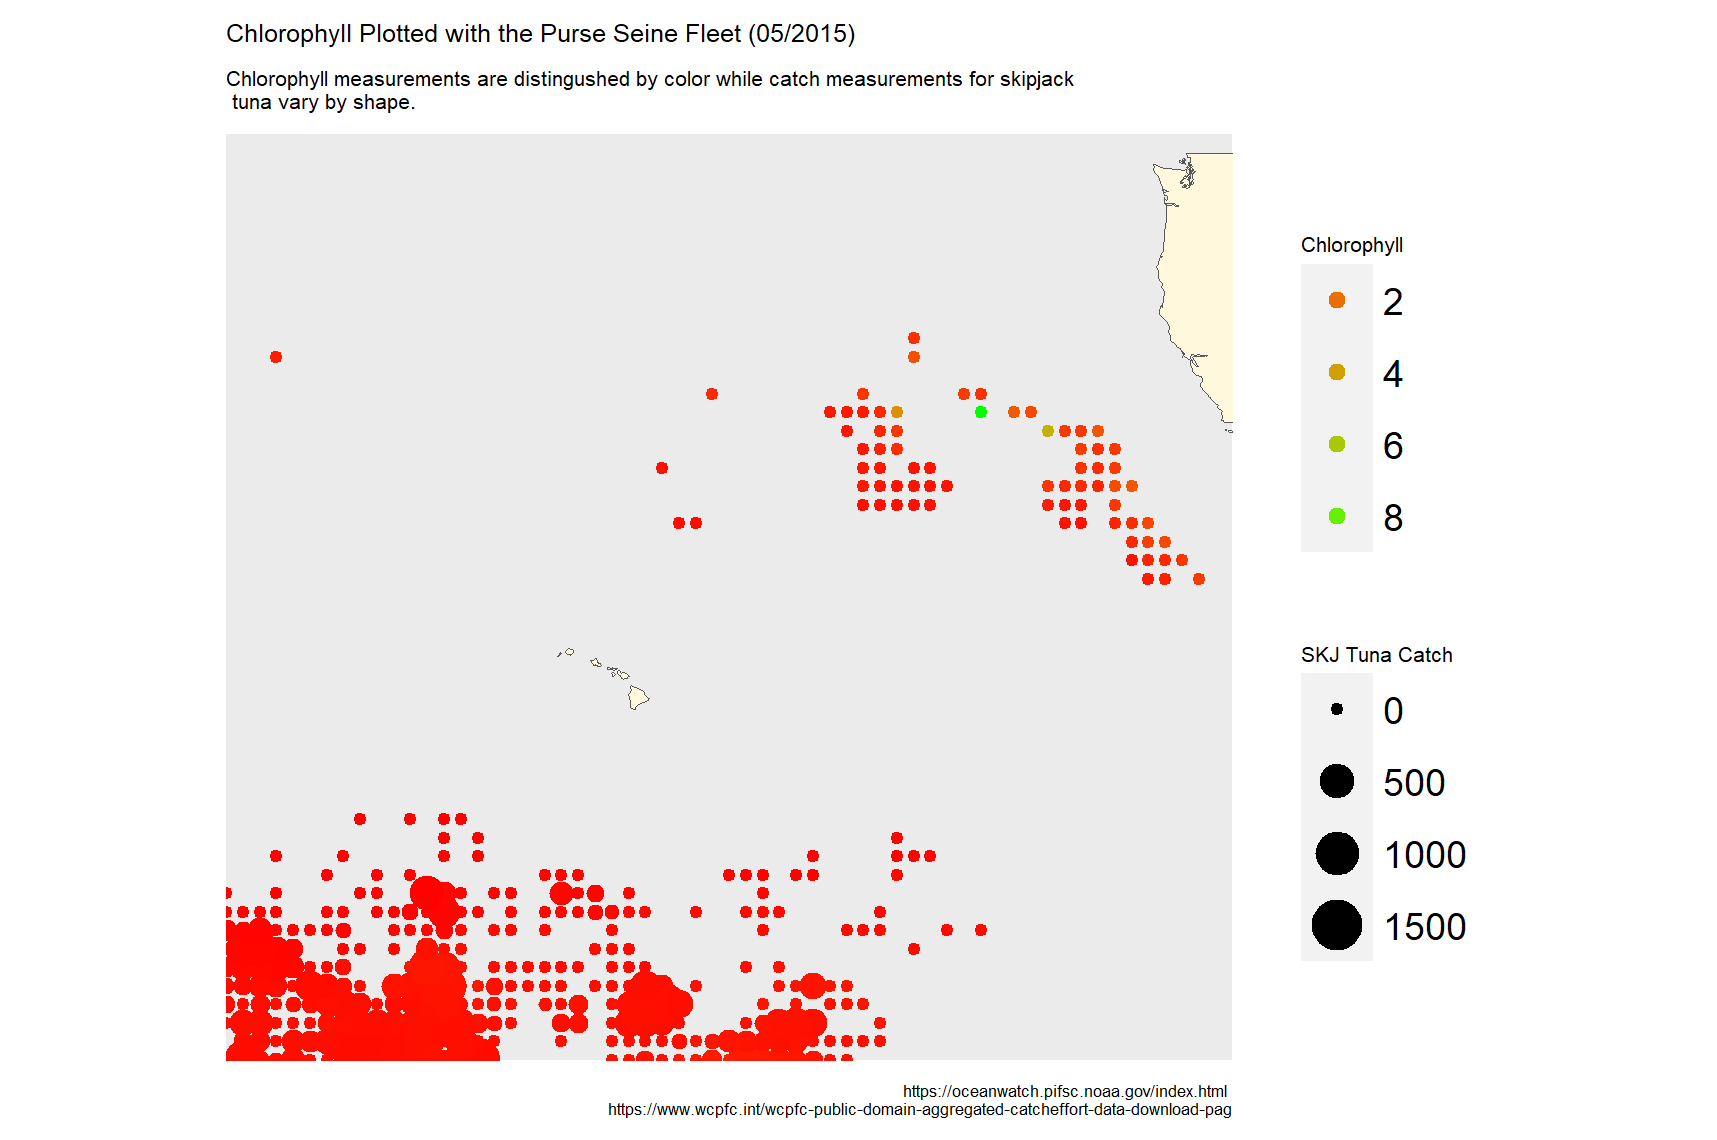 Chlorophyll Plotted with the Purse Seine Fleet (05/2015)
Chlorophyll measurements are distingushed by color while catch measurements for skipjack
tuna vary by shape.
Chlorophyll
2
4
6
8
SKJ Tuna Catch
0
500
1000
1500
https://oceanwatch.pifsc.noaa.gov/index.html
https://www.wcpfc.int/wcpfc-public-domain-aggregated-catcheffort-data-download-pag